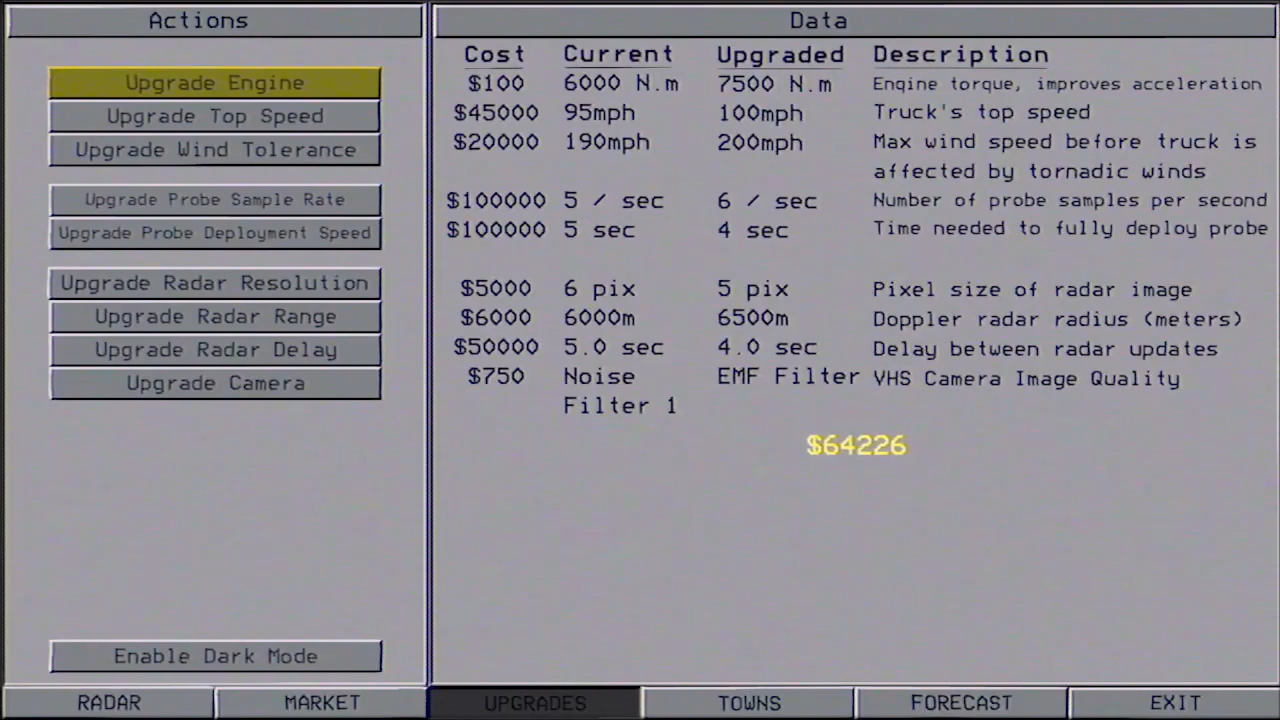 Actions
Upgrade Engine
Upgrade Top Speed
Upgrade Wind Tolerance
Upgrade Probe Sample Rate
Upgrade Probe Deployment Speed
Upgrade Radar Resolution
Upgrade Radar Range
Upgrade Radar Delay
Upgrade Camera
Enable Dark Mode
Data
Cost Current Upgraded Description
$100 6000 N.m 7500 N.m Engine torque, improves acceleration
$45000 95mph 100mph Truck's top speed
$20000 190mph 200mph Max wind speed before truck is
affected by tornadic winds
$100000 5 / sec 6 / sec Number of probe samples per second
$100000 5 sec 4 sec Time needed to fully deploy probe
$5000 6 pix 5 pix Pixel size of radar image
$6000 6000m 6500m Doppler radar radius (meters)
$50000 5.0 sec 4.0 sec Delay between radar updates
$750 Noise EMF Filter VHS Camera Image Quality
Filter 1
$64226
RADAR MARKET UPGRADES TOWNS FORECAST EXIT